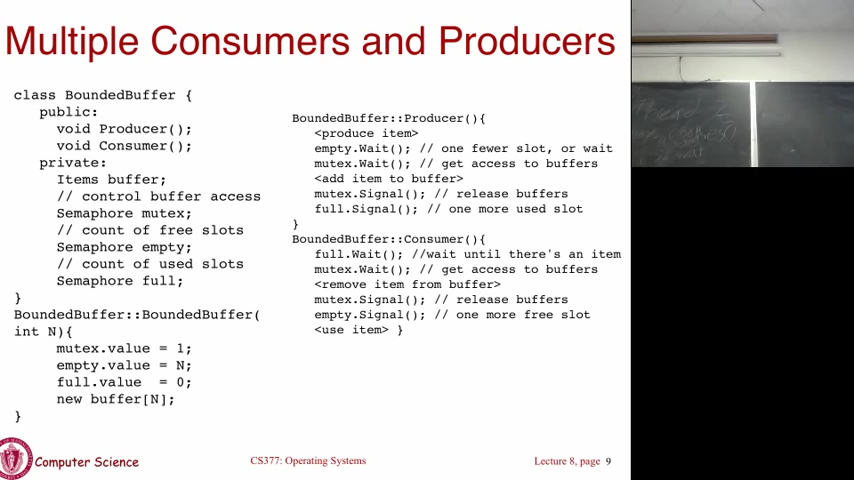 Multiple Consumers and Producers
class BoundedBuffer {
public:
void Producer();
void Consumer();
private:
Items buffer;
// control buffer access
Semaphore mutex;
// count of free slots
Semaphore empty;
// count of used slots
Semaphore full;
}
BoundedBuffer::BoundedBuffer(
int N){
mutex.value = 1;
empty.value = N;
full.value = 0;
new buffer[N];
}
BoundedBuffer::Producer(){
<produce item>
empty.Wait(); // one fewer slot, or wait
mutex.Wait(); // get access to buffers
<add item to buffer>
mutex.Signal(); // release buffers
full.Signal(); // one more used slot
}
BoundedBuffer::Consumer(){
full.Wait(); //wait until there's an item
mutex.Wait(); // get access to buffers
<remove item from buffer>
mutex.Signal(); // release buffers
empty.Signal(); // one more free slot
<use item> }
Computer Science
CS377: Operating Systems
Lecture 8, page 9